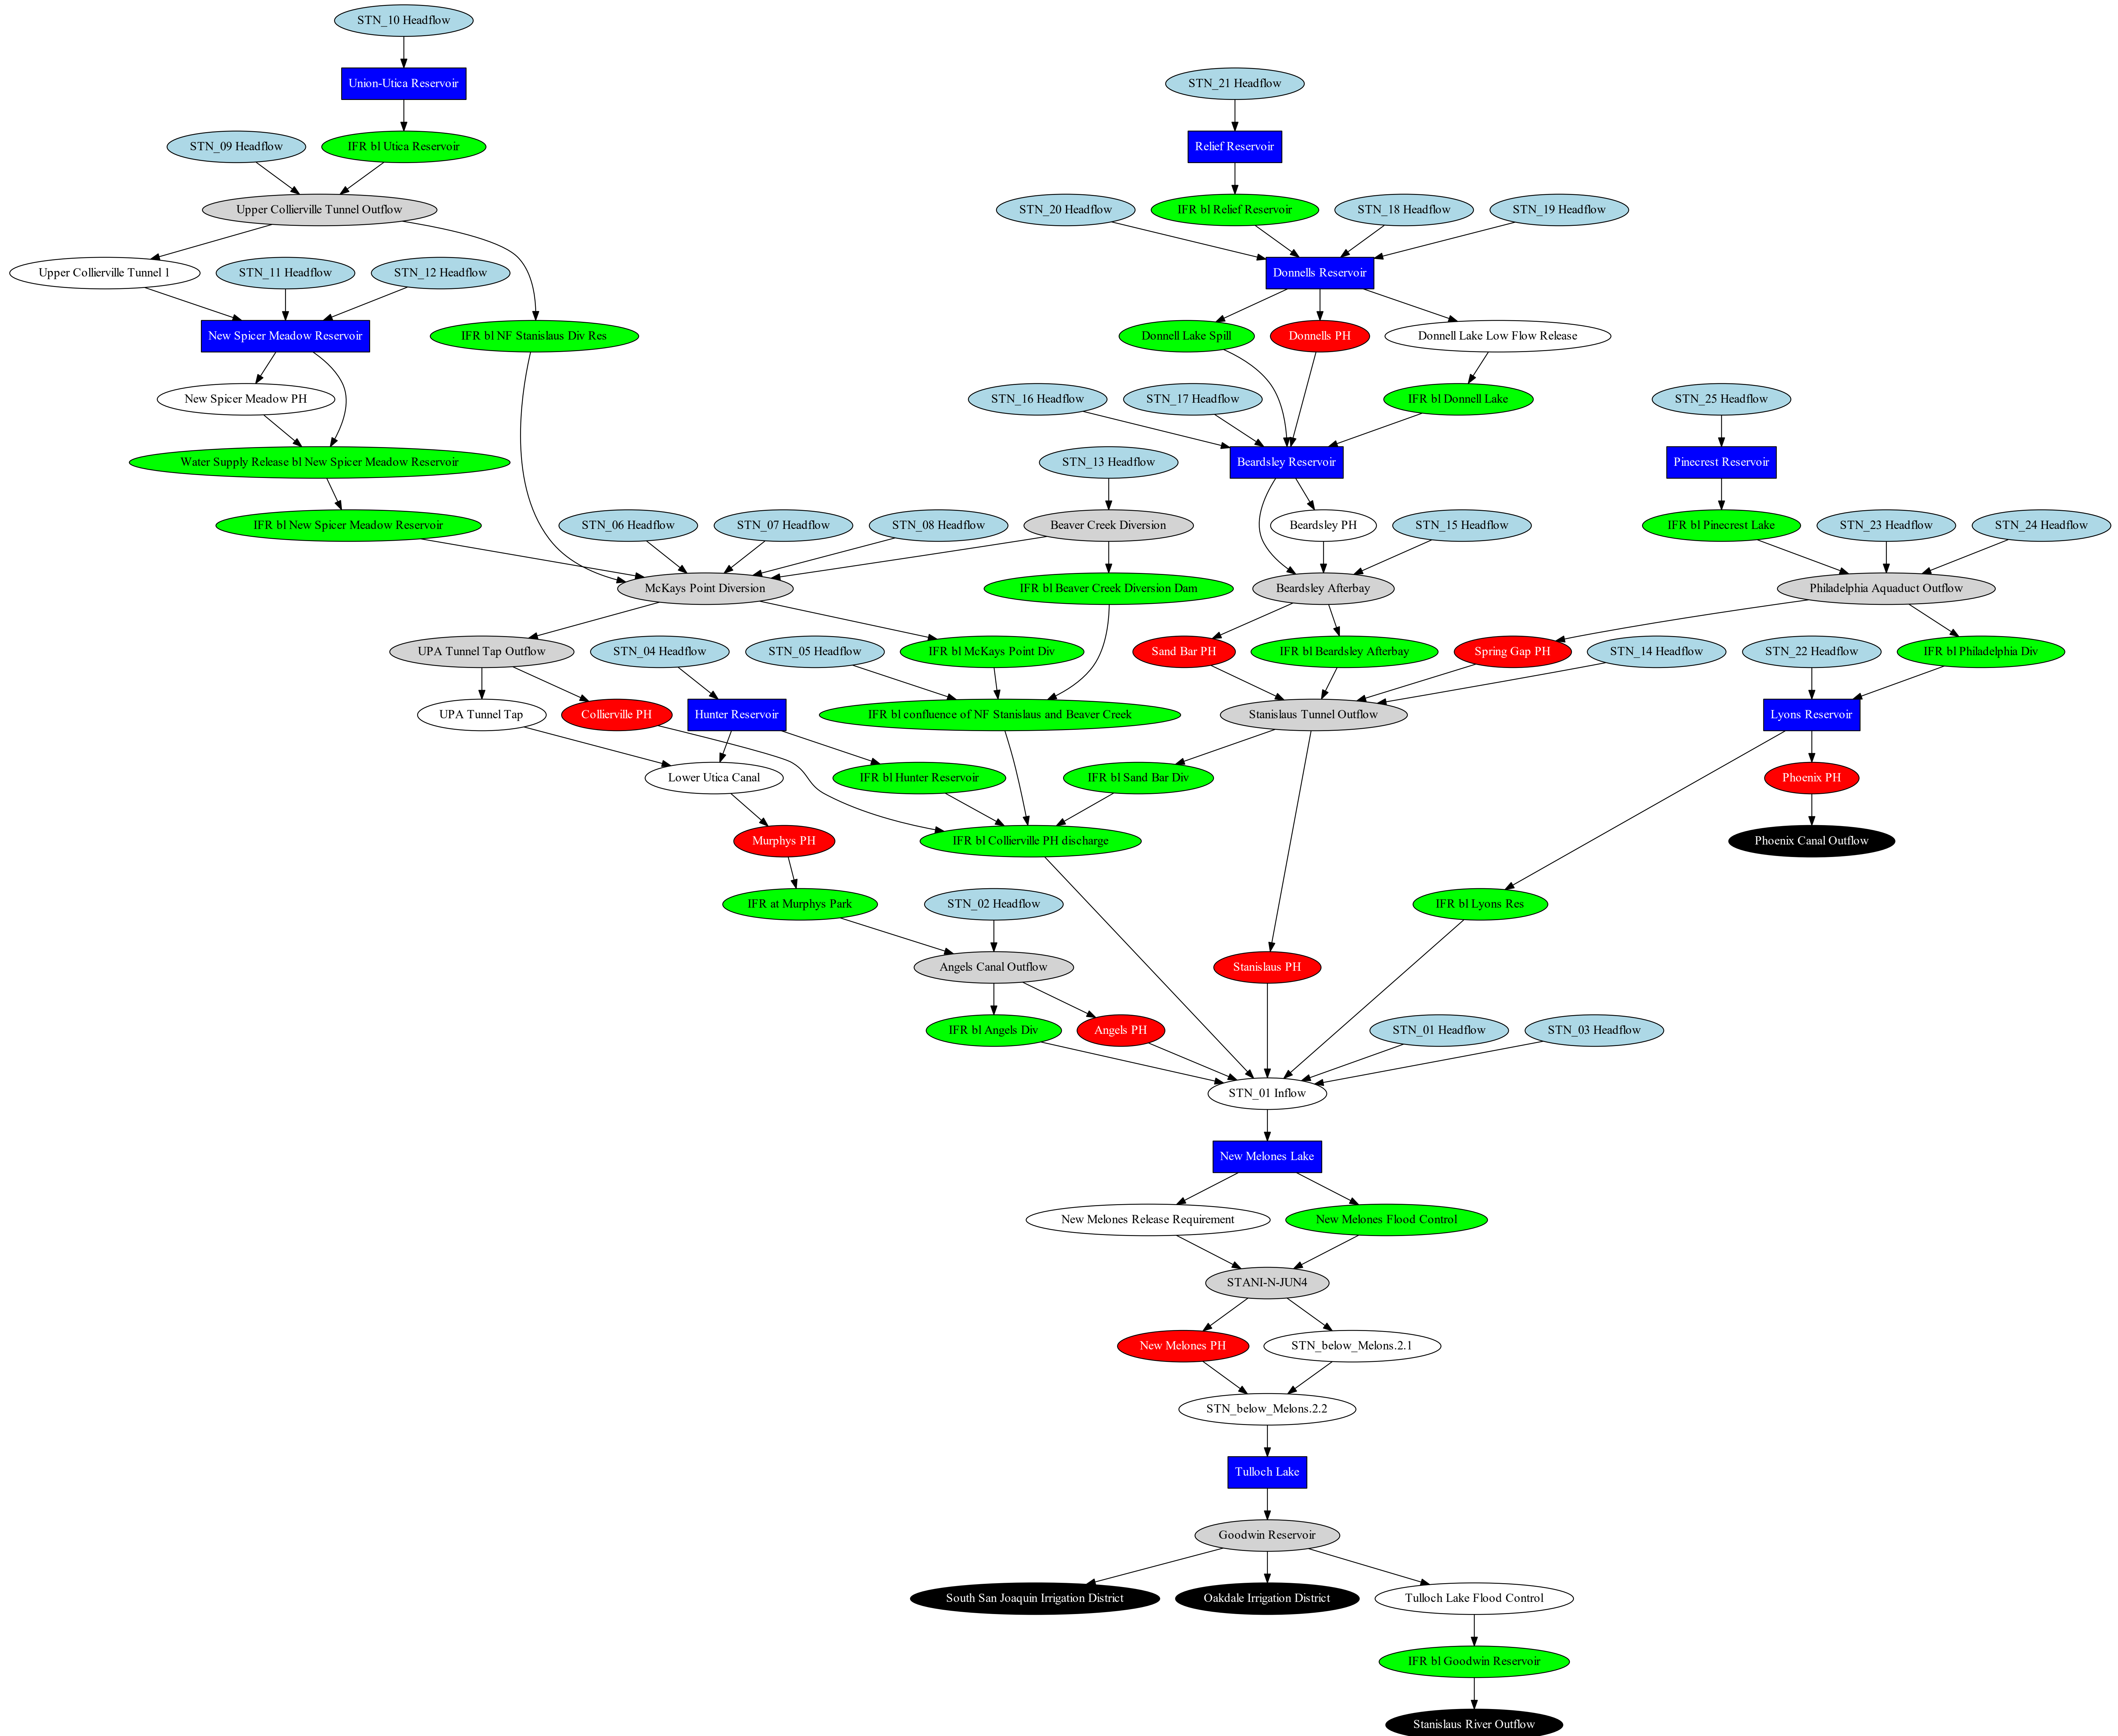 STN_10 Headflow
Union-Utica Reservoir
STN_21 Headflow
STN_09 Headflow
IFR bl Utica Reservoir
Relief Reservoir
Upper Collierville Tunnel Outflow
STN_20 Headflow
IFR bl Relief Reservoir
STN_18 Headflow
STN_19 Headflow
Upper Collierville Tunnel 1
STN_11 Headflow
STN_12 Headflow
Donnells Reservoir
New Spicer Meadow Reservoir
IFR bl NF Stanislaus Div Res
Donnell Lake Spill
Donnells PH
Donnell Lake Low Flow Release
New Spicer Meadow PH
STN_16 Headflow
STN_17 Headflow
IFR bl Donnell Lake
STN_25 Headflow
Water Supply Release bl New Spicer Meadow Reservoir
STN_13 Headflow
Beardsley Reservoir
Pinecrest Reservoir
IFR bl New Spicer Meadow Reservoir
STN_06 Headflow
STN_07 Headflow
STN_08 Headflow
Beaver Creek Diversion
Beardsley PH
STN_15 Headflow
IFR bl Pinecrest Lake
STN_23 Headflow
STN_24 Headflow
McKays Point Diversion
IFR bl Beaver Creek Diversion Dam
Beardsley Afterbay
Philadelphia Aquaduct Outflow
UPA Tunnel Tap Outflow
STN_04 Headflow
STN_05 Headflow
IFR bl McKays Point Div
Sand Bar PH
IFR bl Beardsley Afterbay
Spring Gap PH
STN_14 Headflow
STN_22 Headflow
IFR bl Philadelphia Div
UPA Tunnel Tap
Collierville PH
Hunter Reservoir
IFR bl confluence of NF Stanislaus and Beaver Creek
Stanislaus Tunnel Outflow
Lyons Reservoir
Lower Utica Canal
IFR bl Hunter Reservoir
IFR bl Sand Bar Div
Phoenix PH
Murphys PH
IFR bl Collierville PH discharge
Phoenix Canal Outflow
IFR at Murphys Park
STN_02 Headflow
IFR bl Lyons Res
Angels Canal Outflow
Stanislaus PH
IFR bl Angels Div
Angels PH
STN_01 Headflow
STN_03 Headflow
STN_01 Inflow
New Melones Lake
New Melones Release Requirement
New Melones Flood Control
STANI-N-JUN4
New Melones PH
STN_below_Melons.2.1
STN_below_Melons.2.2
Tulloch Lake
Goodwin Reservoir
South San Joaquin Irrigation District
Oakdale Irrigation District
Tulloch Lake Flood Control
IFR bl Goodwin Reservoir
Stanislaus River Outflow